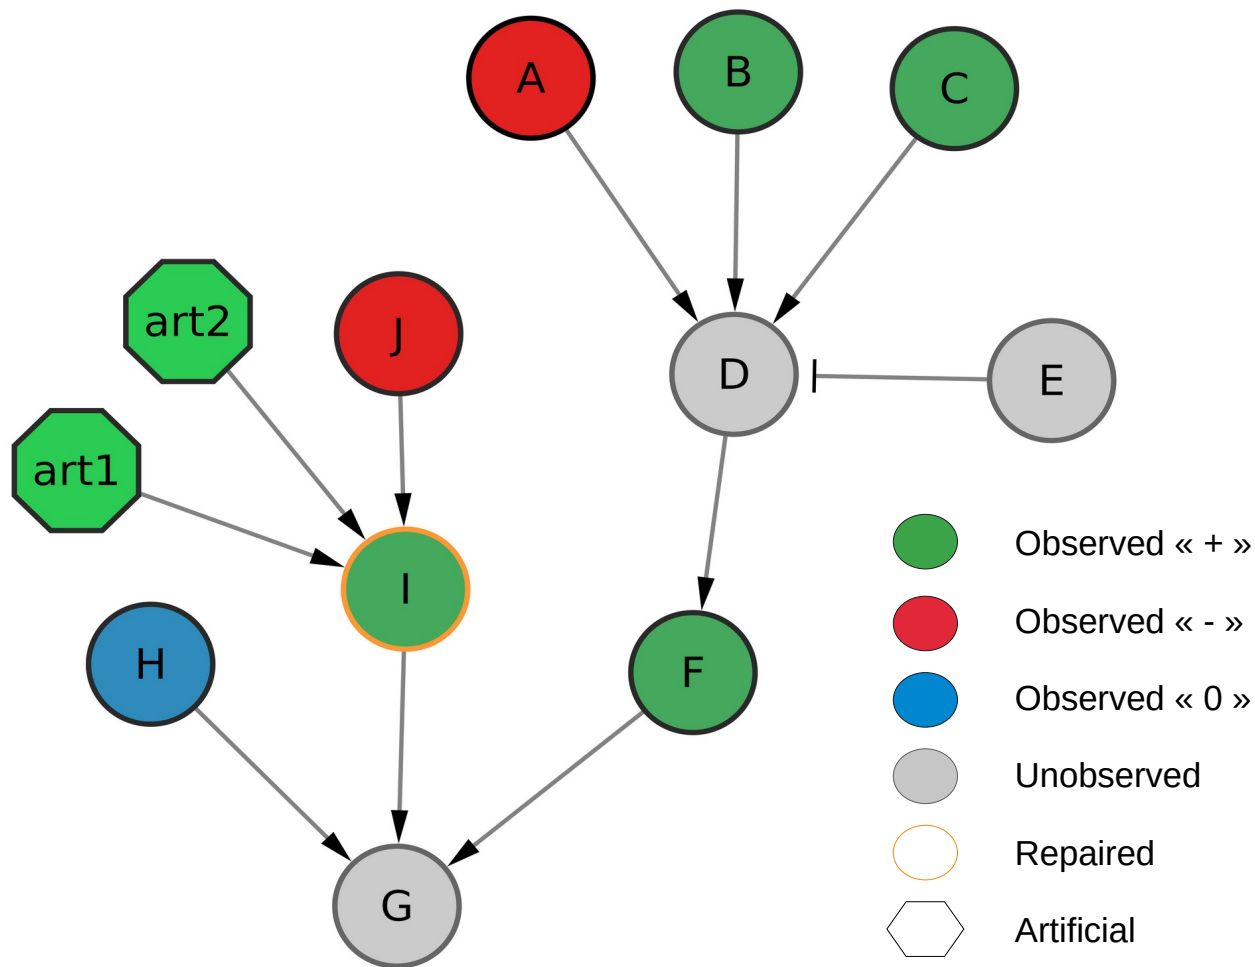 A
B
C
art2
J
D
E
art1
I
H
F
G
Observed « + »
Observed « - »
Observed « 0 »
Unobserved
Repaired
Artificial